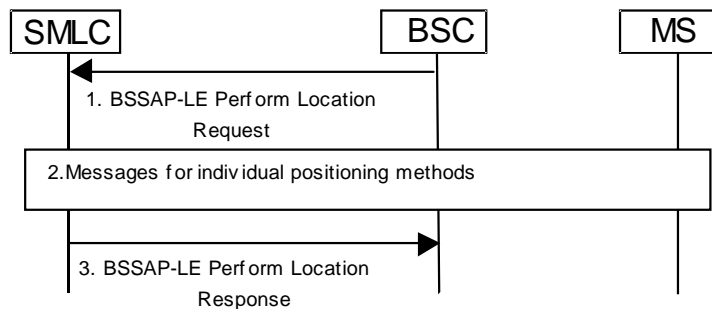 SMLC
BSC
MS
1. BSSAP-LE Perform Location
Request
2.Messages for individual positioning methods
3. BSSAP-LE Perform Location
Response